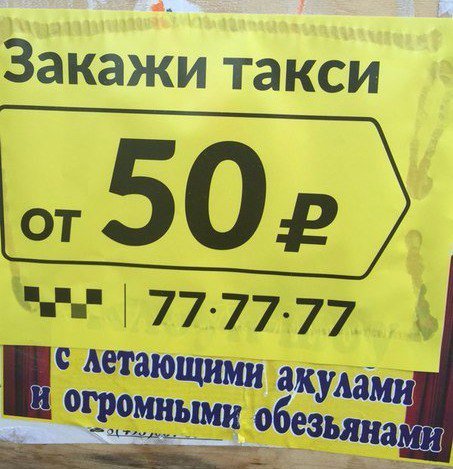 Закажи такси
от 50 ₽
77·77·77
с летающими акулами
и огромными обезьянами